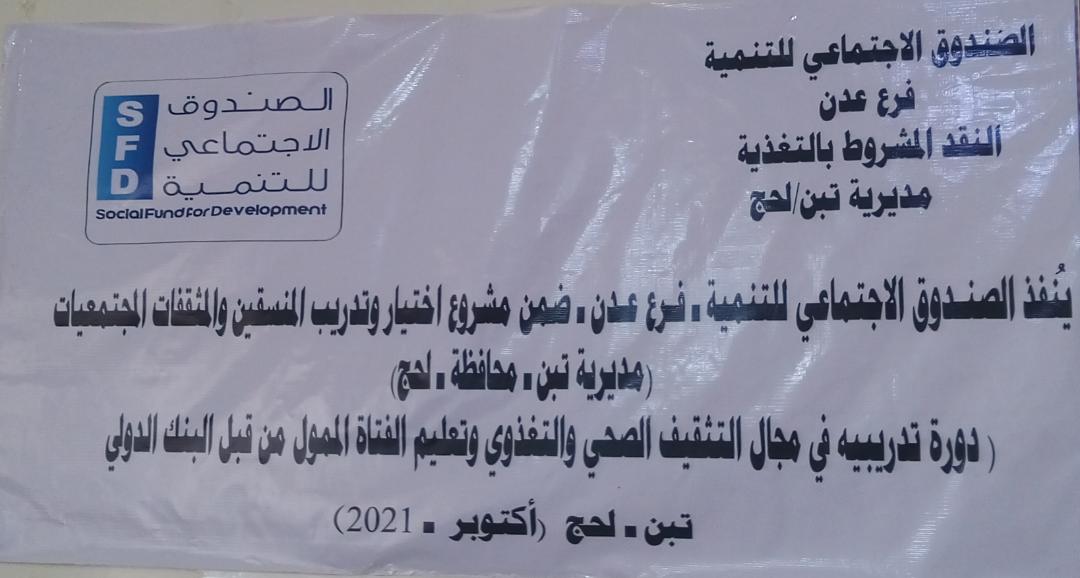 الصندوق الاجتماعي للتنمية
فرع عدن
النقد المشروط بالتغذية
مديرية تبن/لحج
SFD
الصندوق
الاجتماعي
للتنمية
Social Fund for Development
يُنفذ الصندوق الاجتماعي للتنمية - فرع عدن - ضمن مشروع اختيار وتدريب المنسقين والمثقفات المجتمعيات
(مديرية تبن - محافظة - لحج)
( دورة تدريبيه في مجال التثقيف الصحي والتغذوي وتعليم الفتاة الممول من قبل البنك الدولي
تبن - لحج (أكتوبر - 2021)